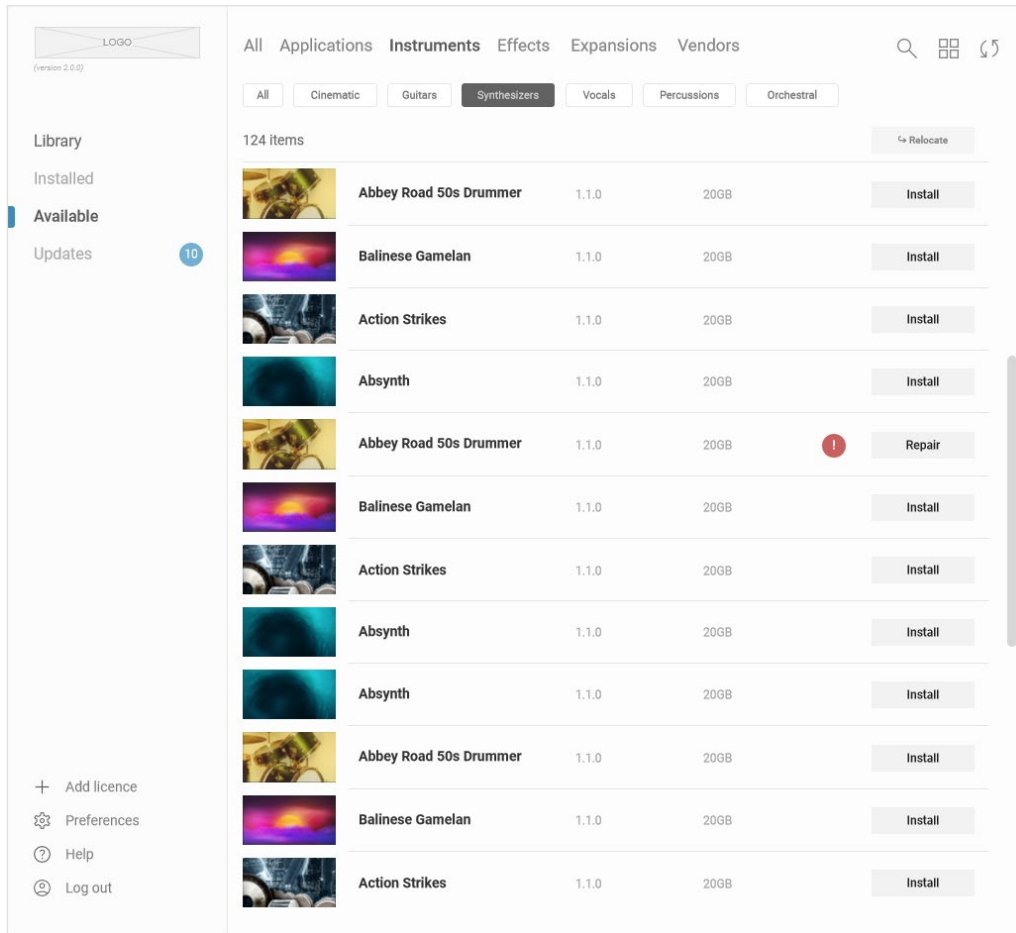 LOGO
(version 2.0.0)
All Applications Instruments Effects Expansions Vendors
All Cinematic Guitars Synthesizers Vocals Percussions Orchestral
Library
Installed
Available
Updates 10
124 items Relocate
Abbey Road 50s Drummer 1.1.0 20GB Install
Balinese Gamelan 1.1.0 20GB Install
Action Strikes 1.1.0 20GB Install
Absynth 1.1.0 20GB Install
Abbey Road 50s Drummer 1.1.0 20GB ! Repair
Balinese Gamelan 1.1.0 20GB Install
Action Strikes 1.1.0 20GB Install
Absynth 1.1.0 20GB Install
Absynth 1.1.0 20GB Install
Abbey Road 50s Drummer 1.1.0 20GB Install
Balinese Gamelan 1.1.0 20GB Install
Action Strikes 1.1.0 20GB Install
Add licence
Preferences
Help
Log out